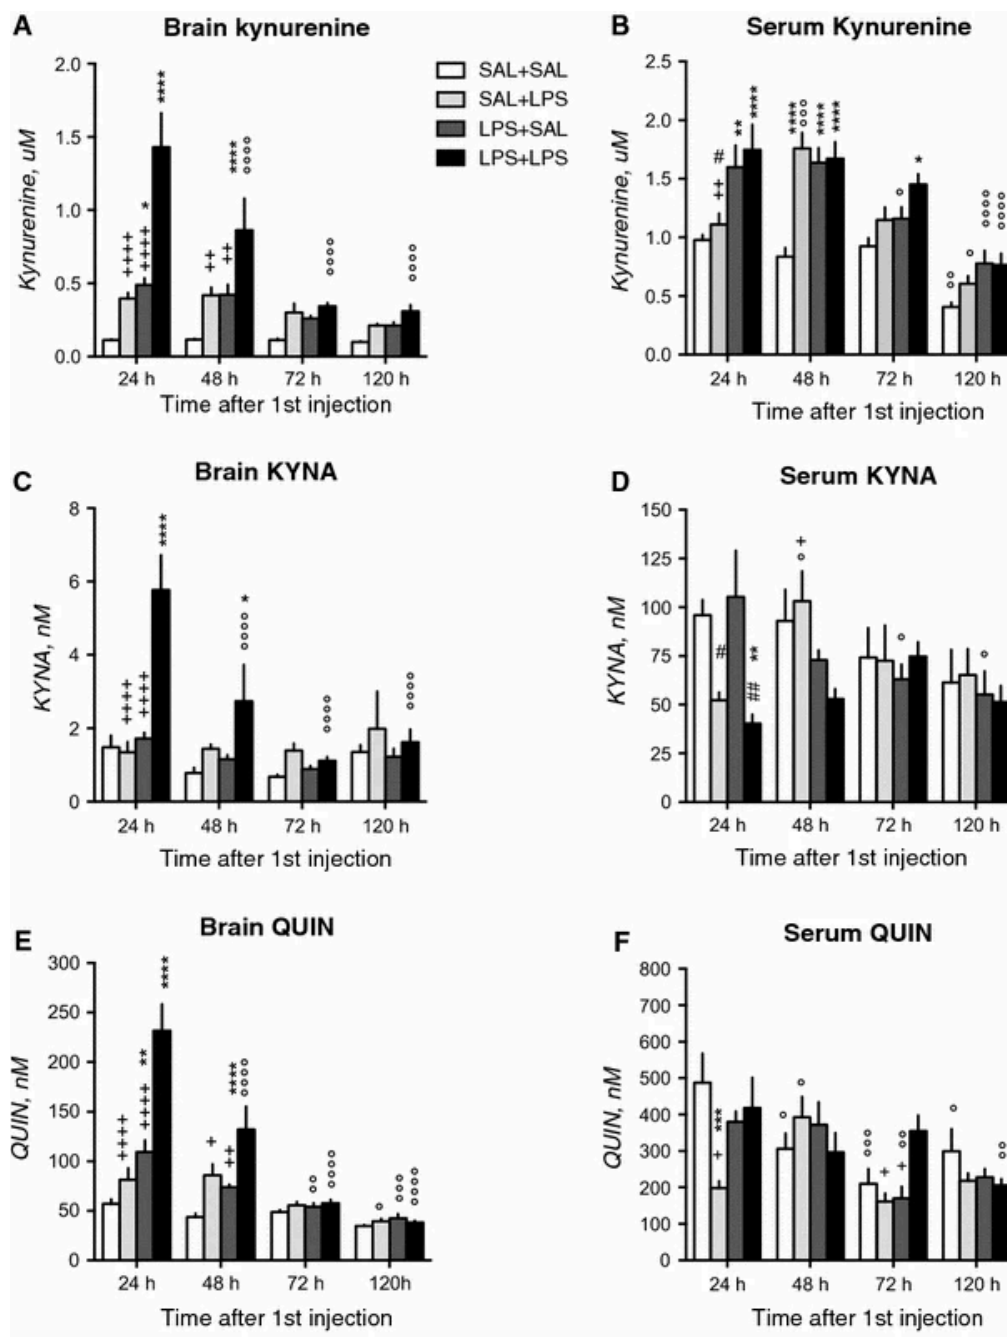 A
Brain kynurenine
Kynurenine, uM
2.0
1.5
1.0
0.5
0.0
++++
++++ *
****
++
++
****
°°°°
°°°°
°°°°
24 h 48 h 72 h 120 h
Time after 1st injection
SAL+SAL
SAL+LPS
LPS+SAL
LPS+LPS
B
Serum Kynurenine
Kynurenine, uM
2.5
2.0
1.5
1.0
0.5
0.0
++ #
**
****
****
°°°
****
****
°
*
°°
°
°°°°
°°°°
24 h 48 h 72 h 120 h
Time after 1st injection
C
Brain KYNA
KYNA, nM
8
6
4
2
0
++++
++++
****
°°°° *
°°°°
°°°°
24 h 48 h 72 h 120 h
Time after 1st injection
D
Serum KYNA
KYNA, nM
150
125
100
75
50
25
0
#
## **
+
°
°
°
24 h 48 h 72 h 120 h
Time after 1st injection
E
Brain QUIN
QUIN, nM
300
250
200
150
100
50
0
++++
++++ **
****
+
++
****
°°°°
°°
°°°°
°
°°°
°°°°
24 h 48 h 72 h 120h
Time after 1st injection
F
Serum QUIN
QUIN, nM
800
700
600
500
400
300
200
100
0
+ ***
°
°
°°°
+
+ °°
°
°°
24 h 48 h 72 h 120 h
Time after 1st injection